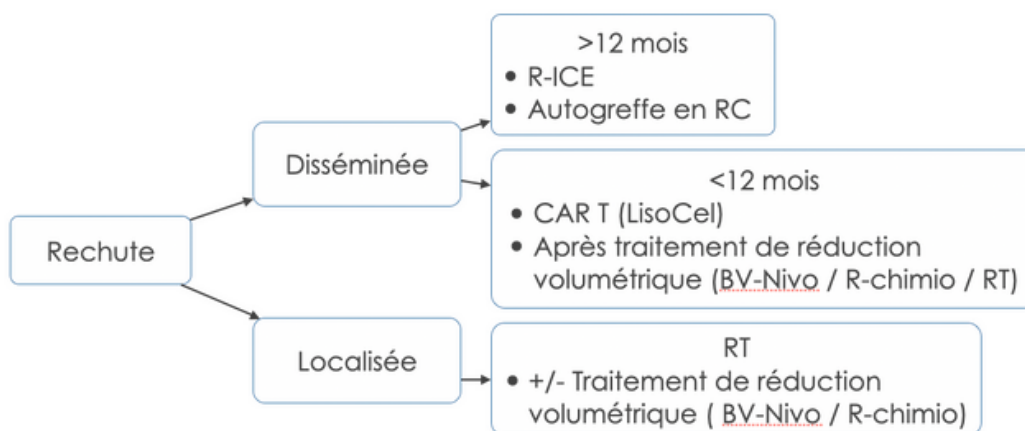 >12 mois
• R-ICE
• Autogreffe en RC
Disséminée
<12 mois
• CAR T (LisoCel)
• Après traitement de réduction
volumétrique (BV-Nivo / R-chimio / RT)
Rechute
Localisée
RT
• +/- Traitement de réduction
volumétrique ( BV-Nivo / R-chimio)